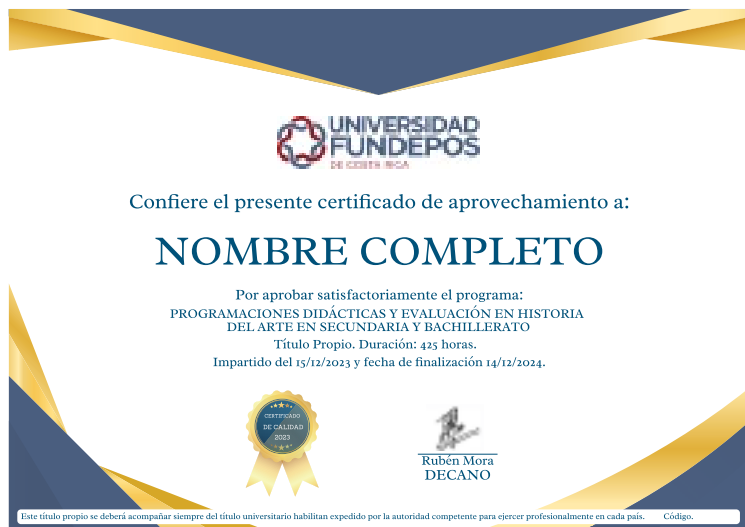 UNIVERSIDAD
FUNDEPOS
DE COSTA RICA
Confiere el presente certificado de aprovechamiento a:
NOMBRE COMPLETO
Por aprobar satisfactoriamente el programa:
PROGRAMACIONES DIDÁCTICAS Y EVALUACIÓN EN HISTORIA
DEL ARTE EN SECUNDARIA Y BACHILLERATO
Título Propio. Duración: 425 horas.
Impartido del 15/12/2023 y fecha de finalización 14/12/2024.
CERTIFICADO
DE CALIDAD
2023
Rubén Mora
DECANO
Este título propio se deberá acompañar siempre del título universitario habilitan expedido por la autoridad competente para ejercer profesionalmente en cada país. Código.